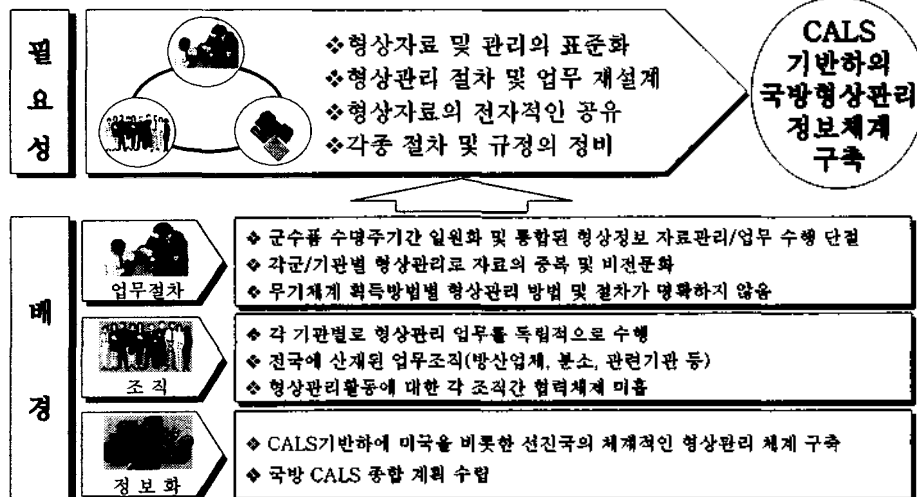 필요성
❖형상자료 및 관리의 표준화
❖형상관리 절차 및 업무 재설계
❖형상자료의 전자적인 공유
❖각종 절차 및 규정의 정비
CALS
기반하의
국방형상관리
정보체계
구축
배경
업무절차
❖ 군수품 수명주기간 일원화 및 통합된 형상정보 자료관리/업무 수행 단절
❖ 각군/기관별 형상관리로 자료의 중복 및 비전문화
❖ 무기체계 획득방법별 형상관리 방법 및 절차가 명확하지 않음
조 직
❖ 각 기관별로 형상관리 업무를 독립적으로 수행
❖ 전국에 산재된 업무조직(방산업체, 분소, 관련기관 등)
❖ 형상관리활동에 대한 각 조직간 협력체제 미흡
정 보 화
❖ CALS기반하에 미국을 비롯한 선진국의 체재적인 형상관리 체계 구축
❖ 국방 CALS 종합 계획 수립